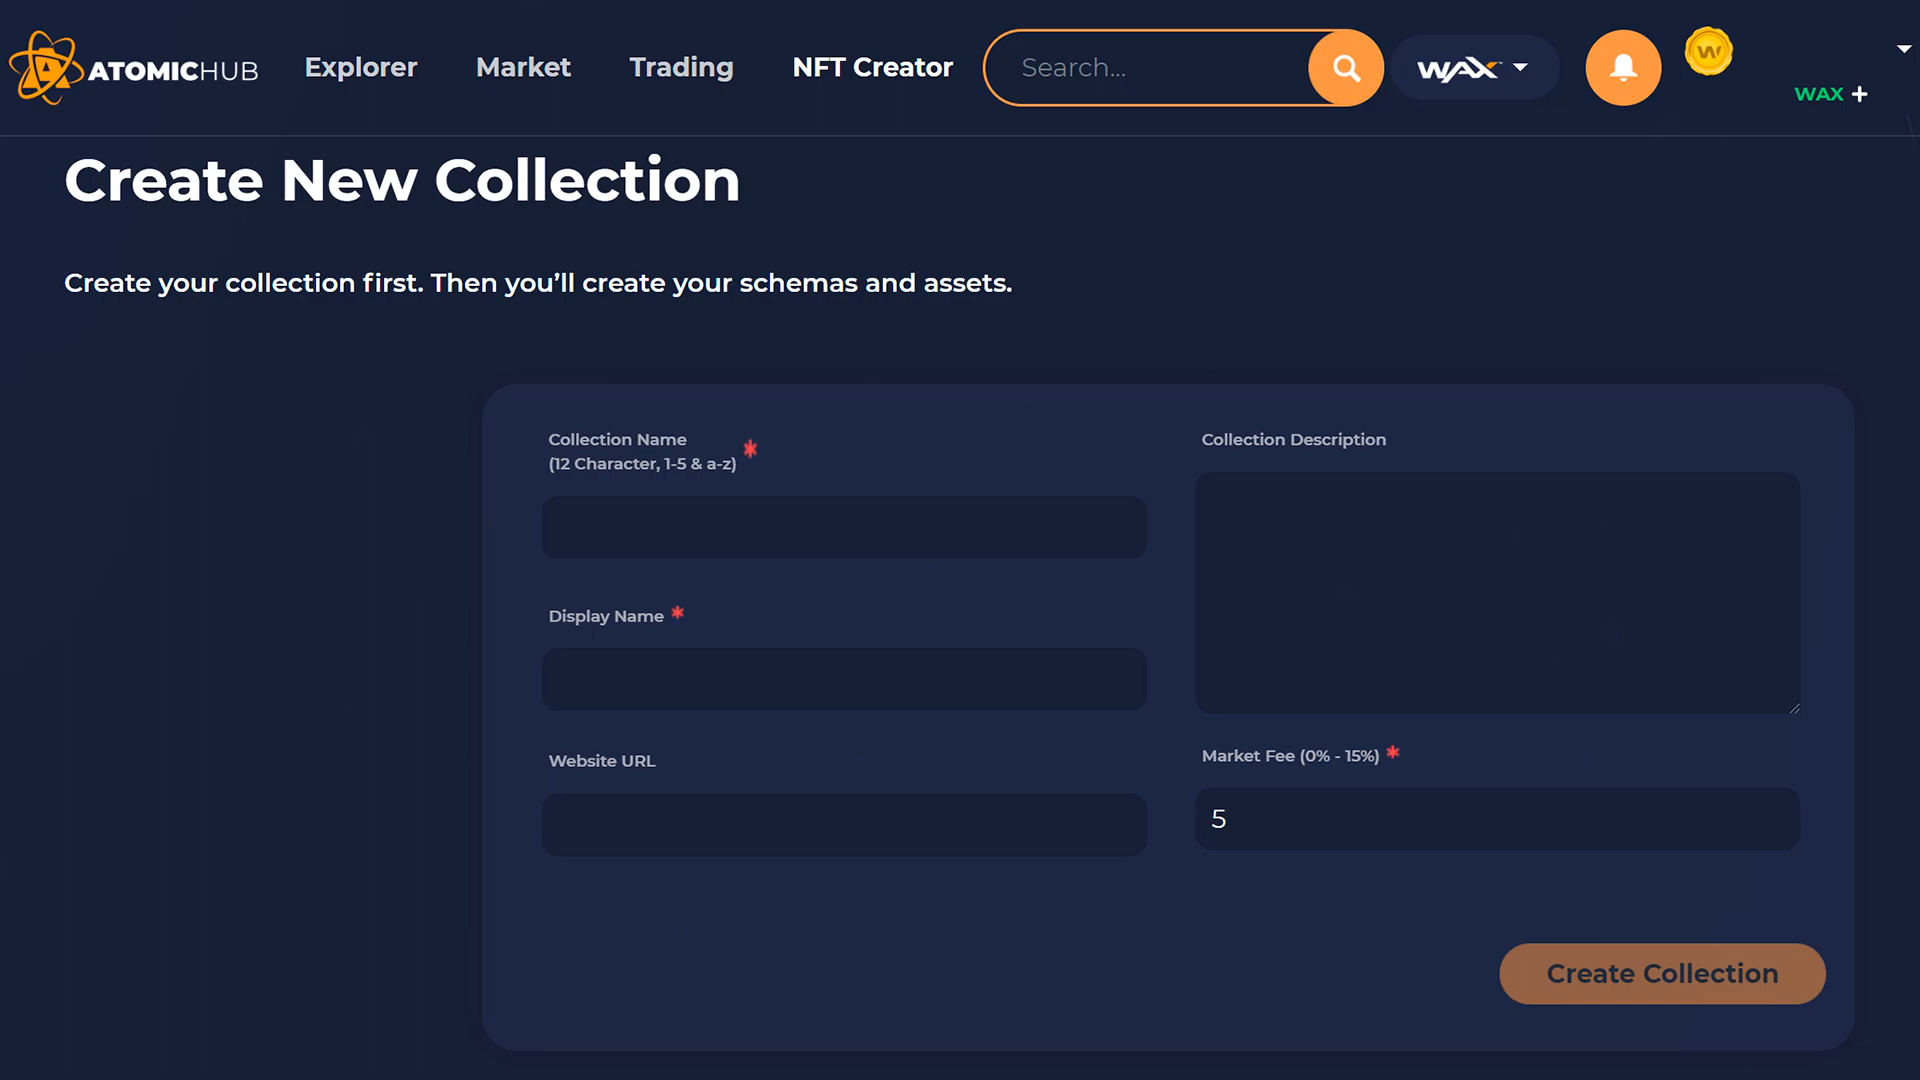 ATOMICHUB
Explorer
Market
Trading
NFT Creator
Search...
WAX
W
WAX +
Create New Collection
Create your collection first. Then you’ll create your schemas and assets.
Collection Name
(12 Character, 1-5 & a-z) *
Display Name *
Website URL
Collection Description
Market Fee (0% - 15%) *
5
Create Collection